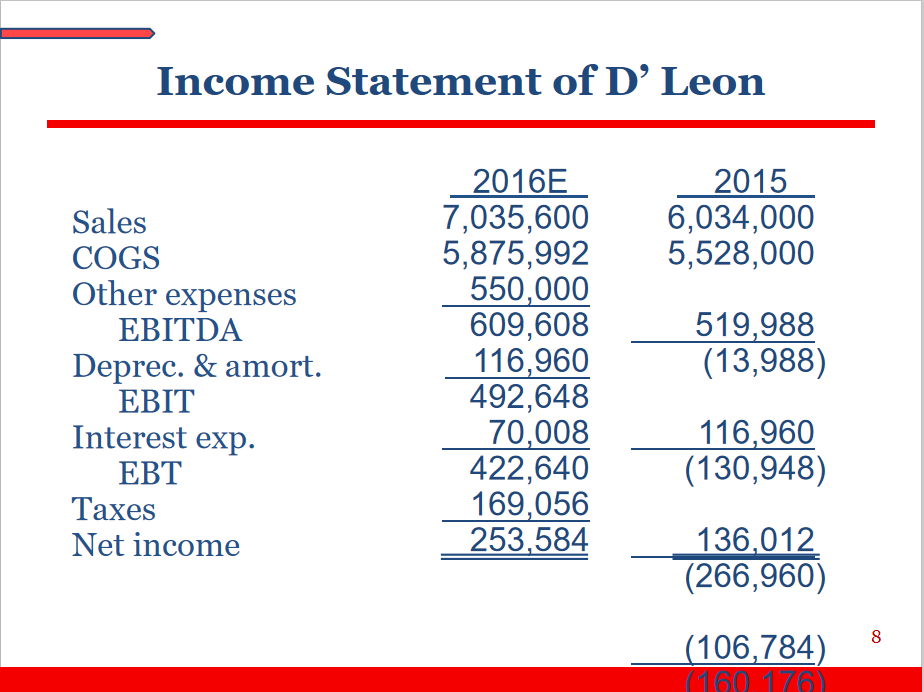 Income Statement of D’ Leon
2016E 2015
Sales 7,035,600 6,034,000
COGS 5,875,992 5,528,000
Other expenses 550,000
EBITDA 609,608 519,988
Deprec. & amort. 116,960 (13,988)
EBIT 492,648
Interest exp. 70,008 116,960
EBT 422,640 (130,948)
Taxes 169,056
Net income 253,584 136,012
(266,960)
8
(106,784)
(160,176)